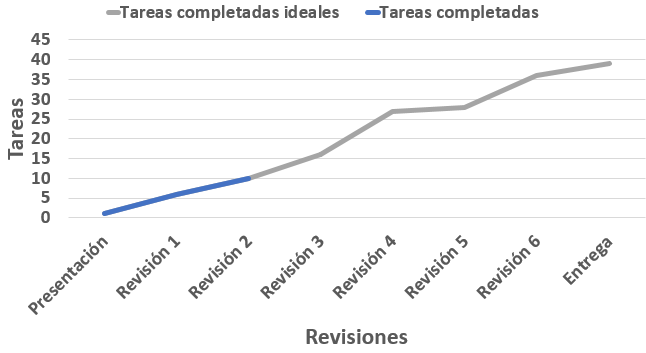 Tareas completadas ideales
Tareas completadas
45
40
35
30
25
20
15
10
5
0
Tareas
Presentación
Revisión 1
Revisión 2
Revisión 3
Revisión 4
Revisión 5
Revisión 6
Entrega
Revisiones